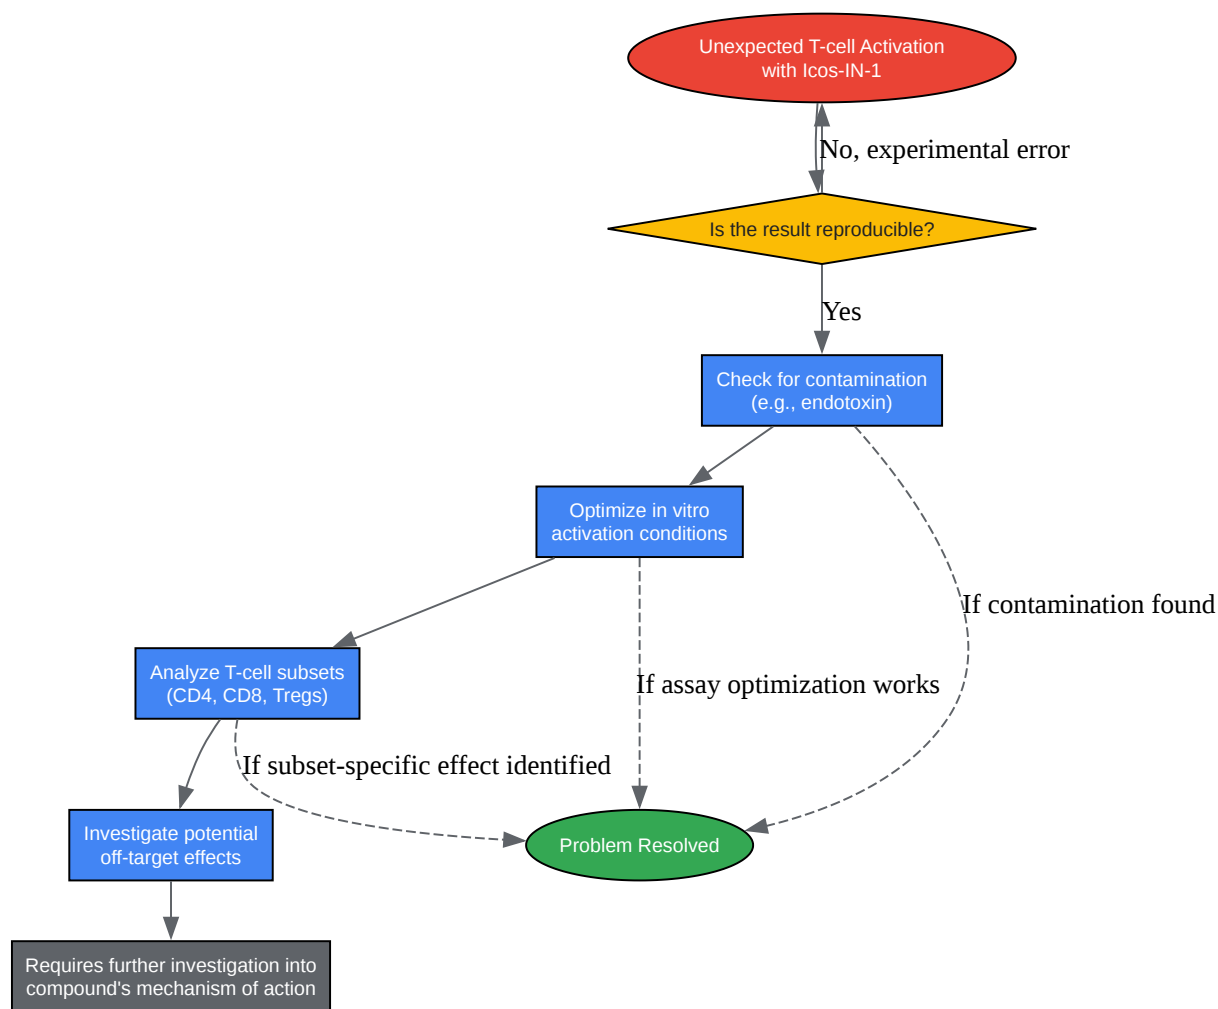 Unexpected T-cell Activation
with Icos-IN-1
No, experimental error
Is the result reproducible?
Yes
Check for contamination
(e.g., endotoxin)
Optimize in vitro
activation conditions
If contamination found
Analyze T-cell subsets
(CD4, CD8, Tregs)
If assay optimization works
If subset-specific effect identified
Investigate potential
off-target effects
Problem Resolved
Requires further investigation into
compound's mechanism of action